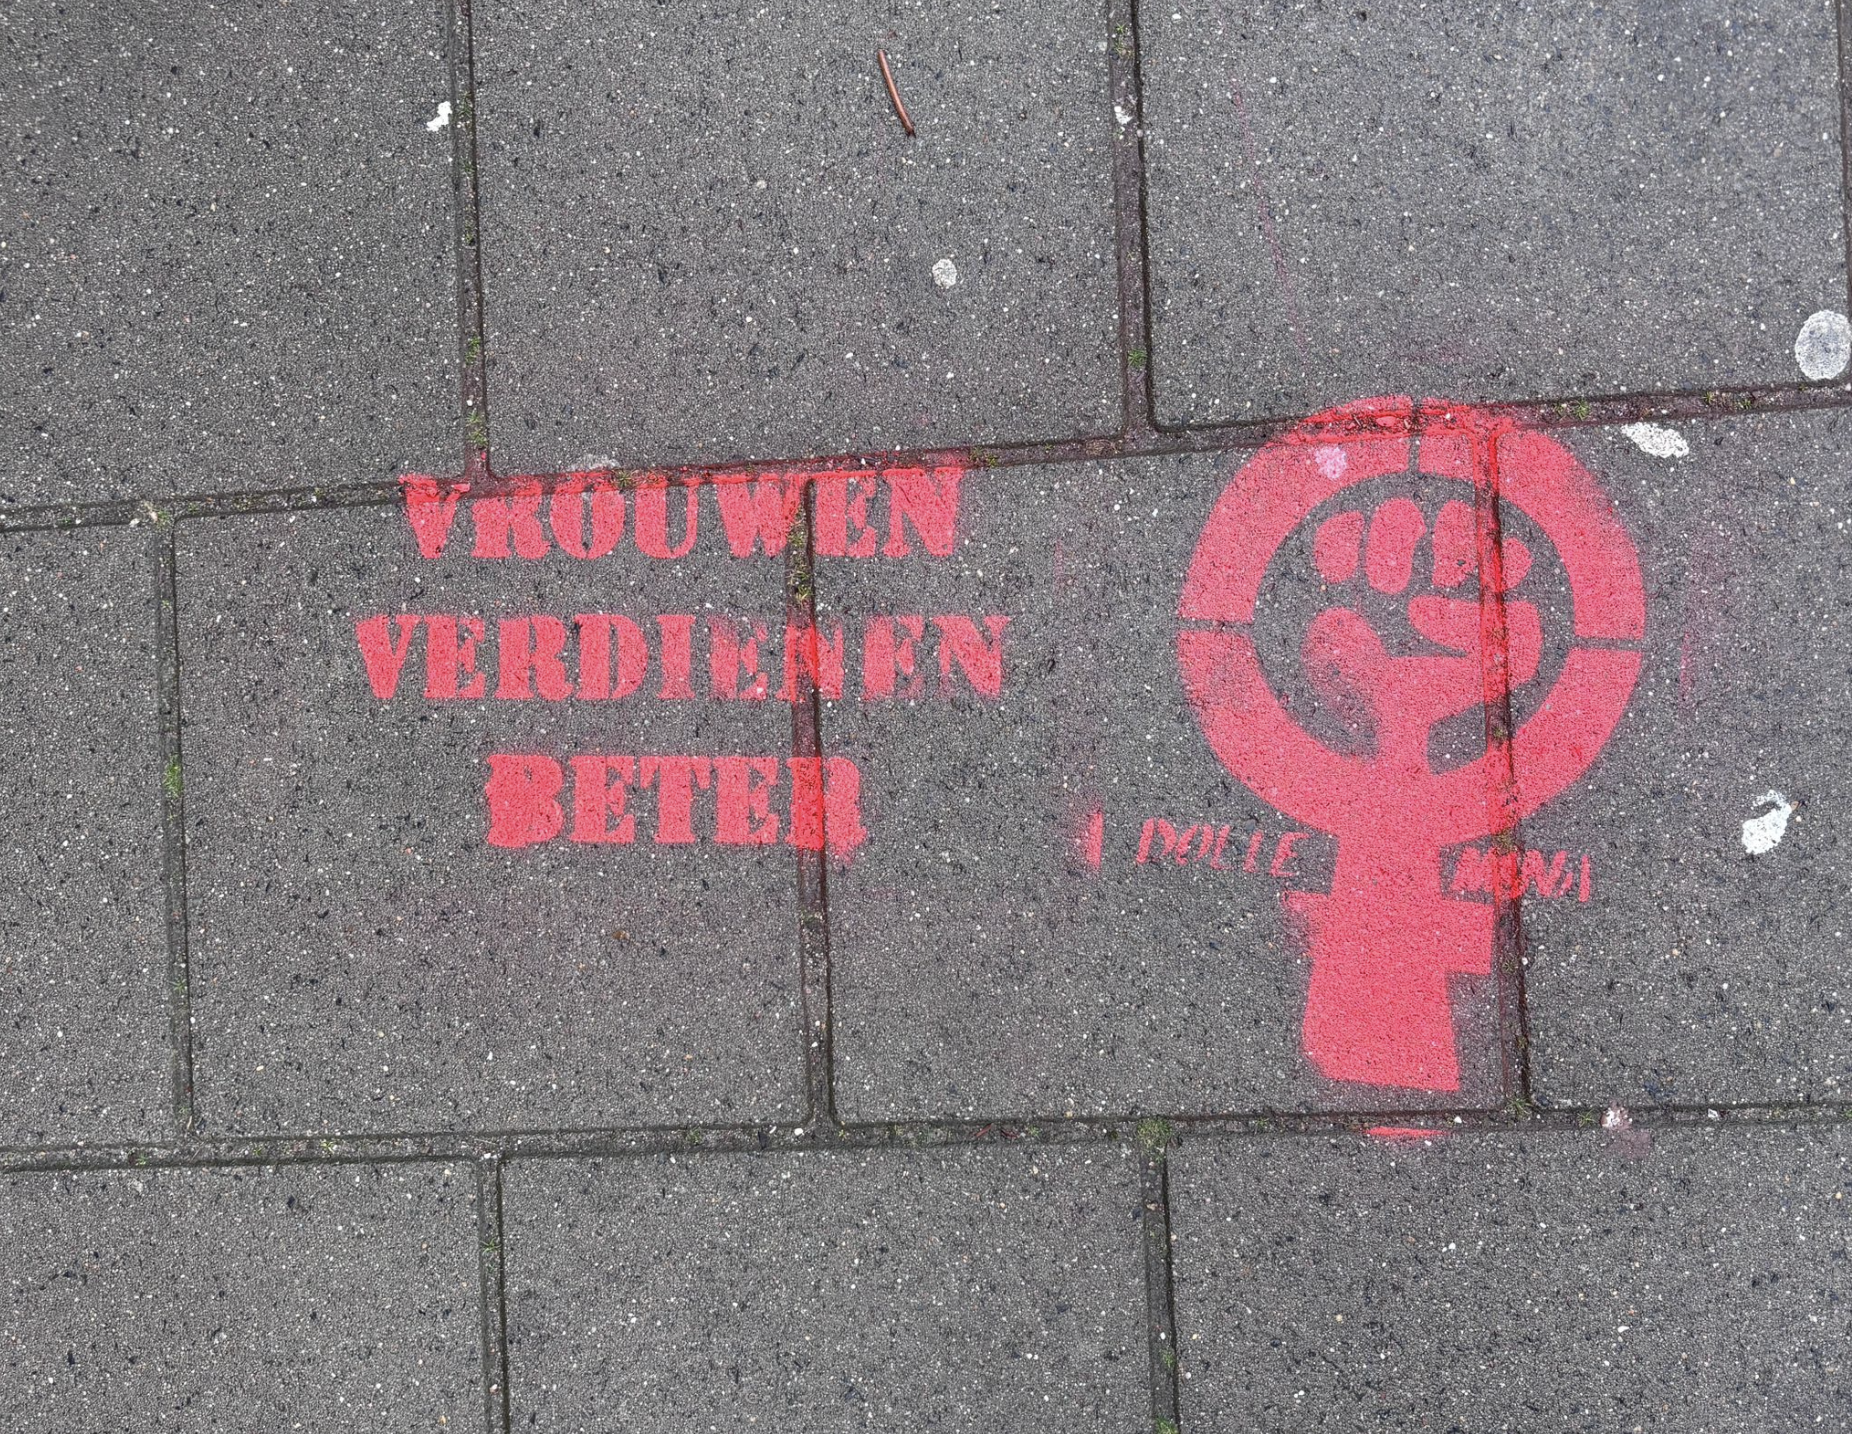 VROUWEN
VERDIENEN
BETER
DOLLE MINA